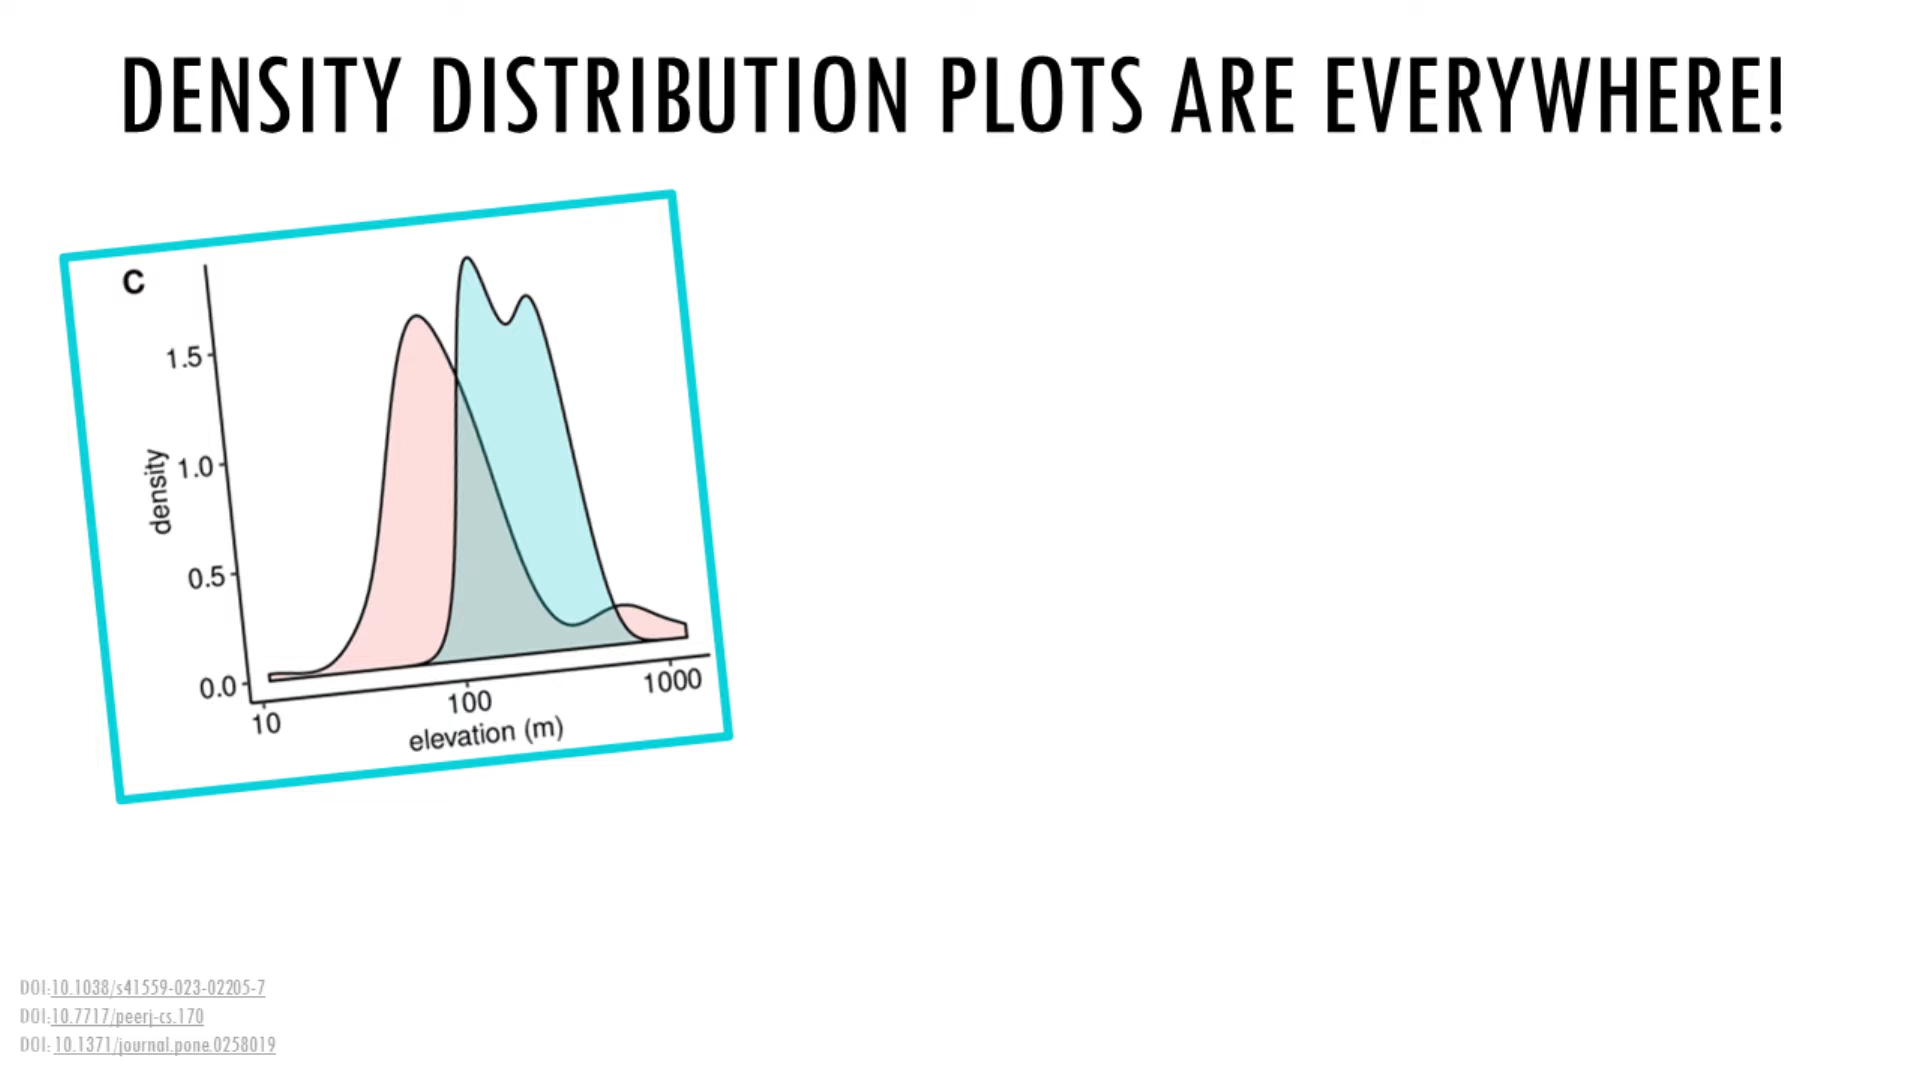 DENSITY DISTRIBUTION PLOTS ARE EVERYWHERE!
C
1.5
1.0
0.5
0.0
density
10
100
1000
elevation (m)
DOI:10.1038/s41559-023-02205-7
DOI:10.7717/peerj-cs.170
DOI: 10.1371/journal.pone.0258019